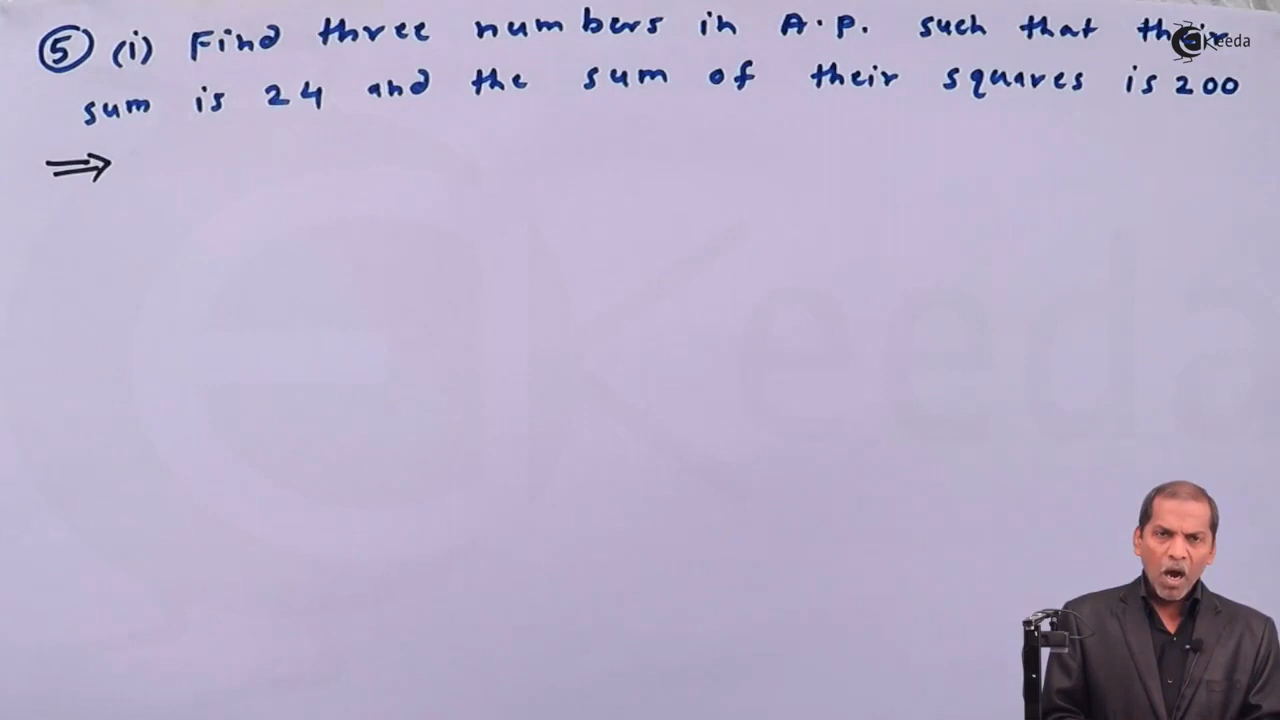 5 (i) Find three numbers in A.P. such that their
sum is 24 and the sum of their squares is 200
⇒
eKeeda